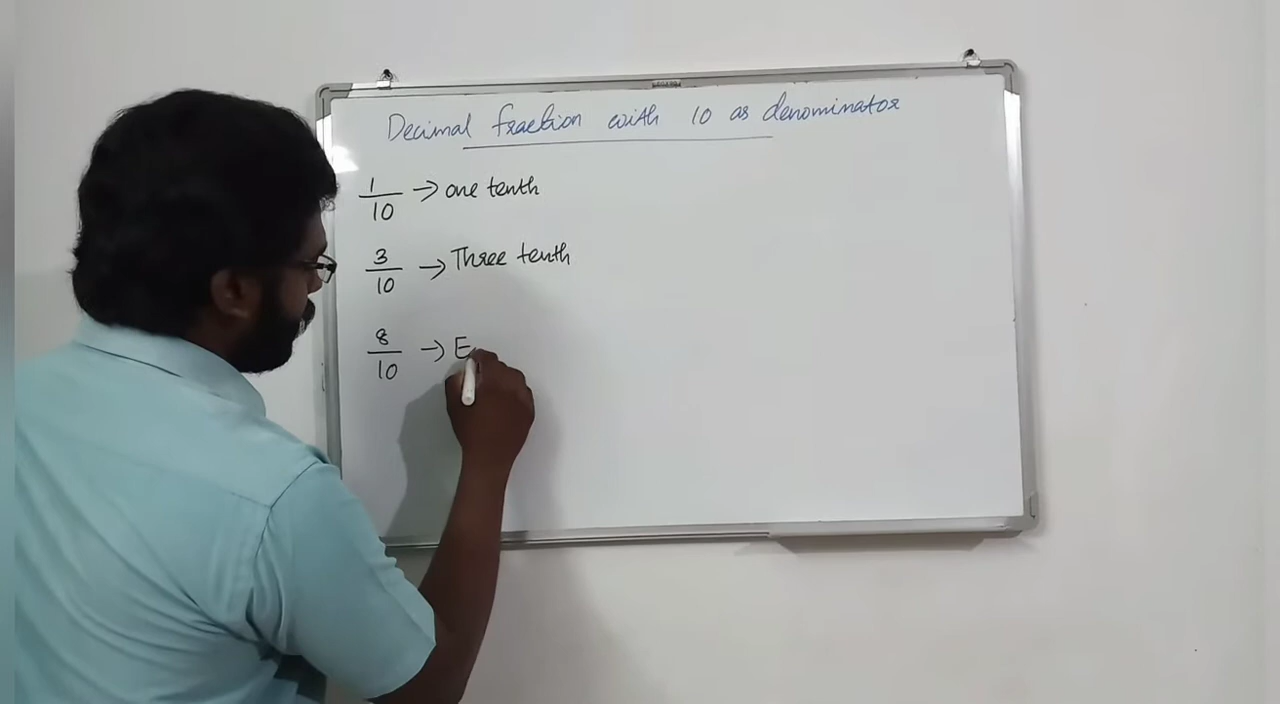 Decimal fraction with 10 as denominator
1/10 → one tenth
3/10 → Three tenth
8/10 → E